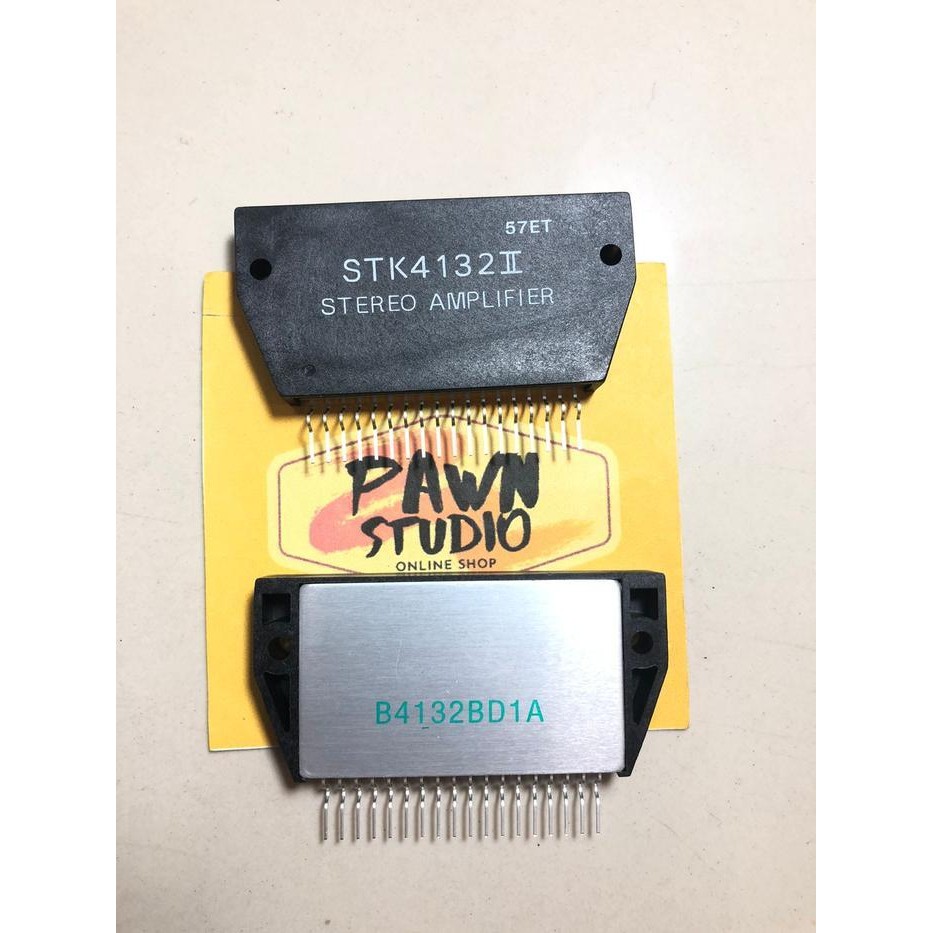 57ET
STK4132II
STEREO AMPLIFIER
PAWN
STUDIO
ONLINE SHOP
B4132BD1A